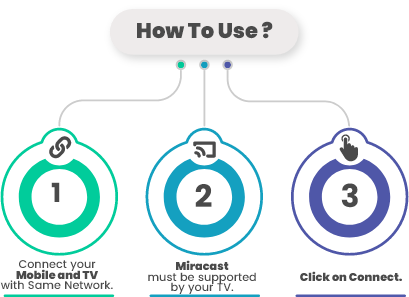 How To Use ?
1
2
3
Connect your
Mobile and TV
with Same Network.
Miracast
must be supported
by your TV.
Click on Connect.